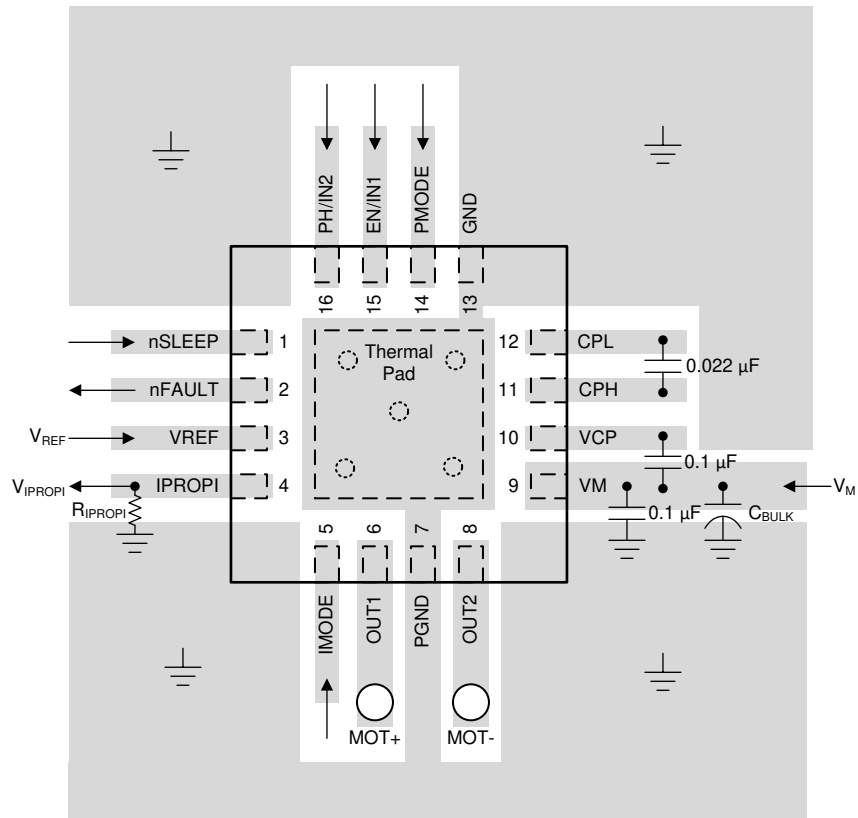 PH/IN2
EN/IN1
PMODE
GND
16
15
14
13
nSLEEP 1
Thermal
Pad
12 CPL
0.022 µF
nFAULT 2
11 CPH
VREF VREF 3
10 VCP
0.1 µF
VIPROPI IPROPI 4
9 VM
VM
RIPROPI
0.1 µF
CBULK
5
6
7
8
IMODE
OUT1
PGND
OUT2
MOT+
MOT-